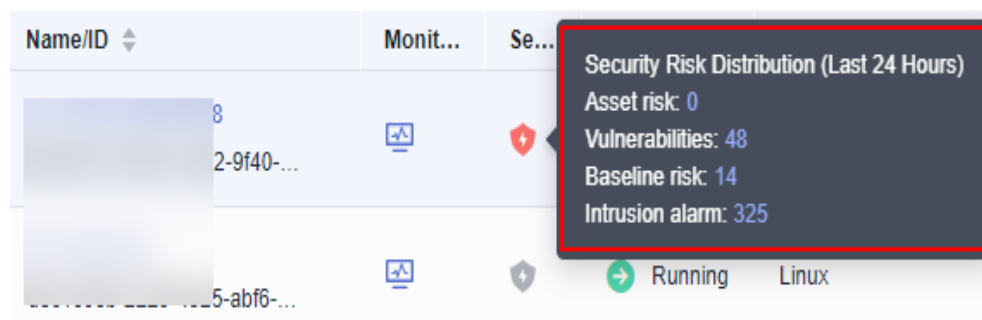 Name/ID Monit... Se...
Security Risk Distribution (Last 24 Hours)
Asset risk: 0
Vulnerabilities: 48
Baseline risk: 14
Intrusion alarm: 325
8
2-9f40-...
Running Linux
5-abf6-...